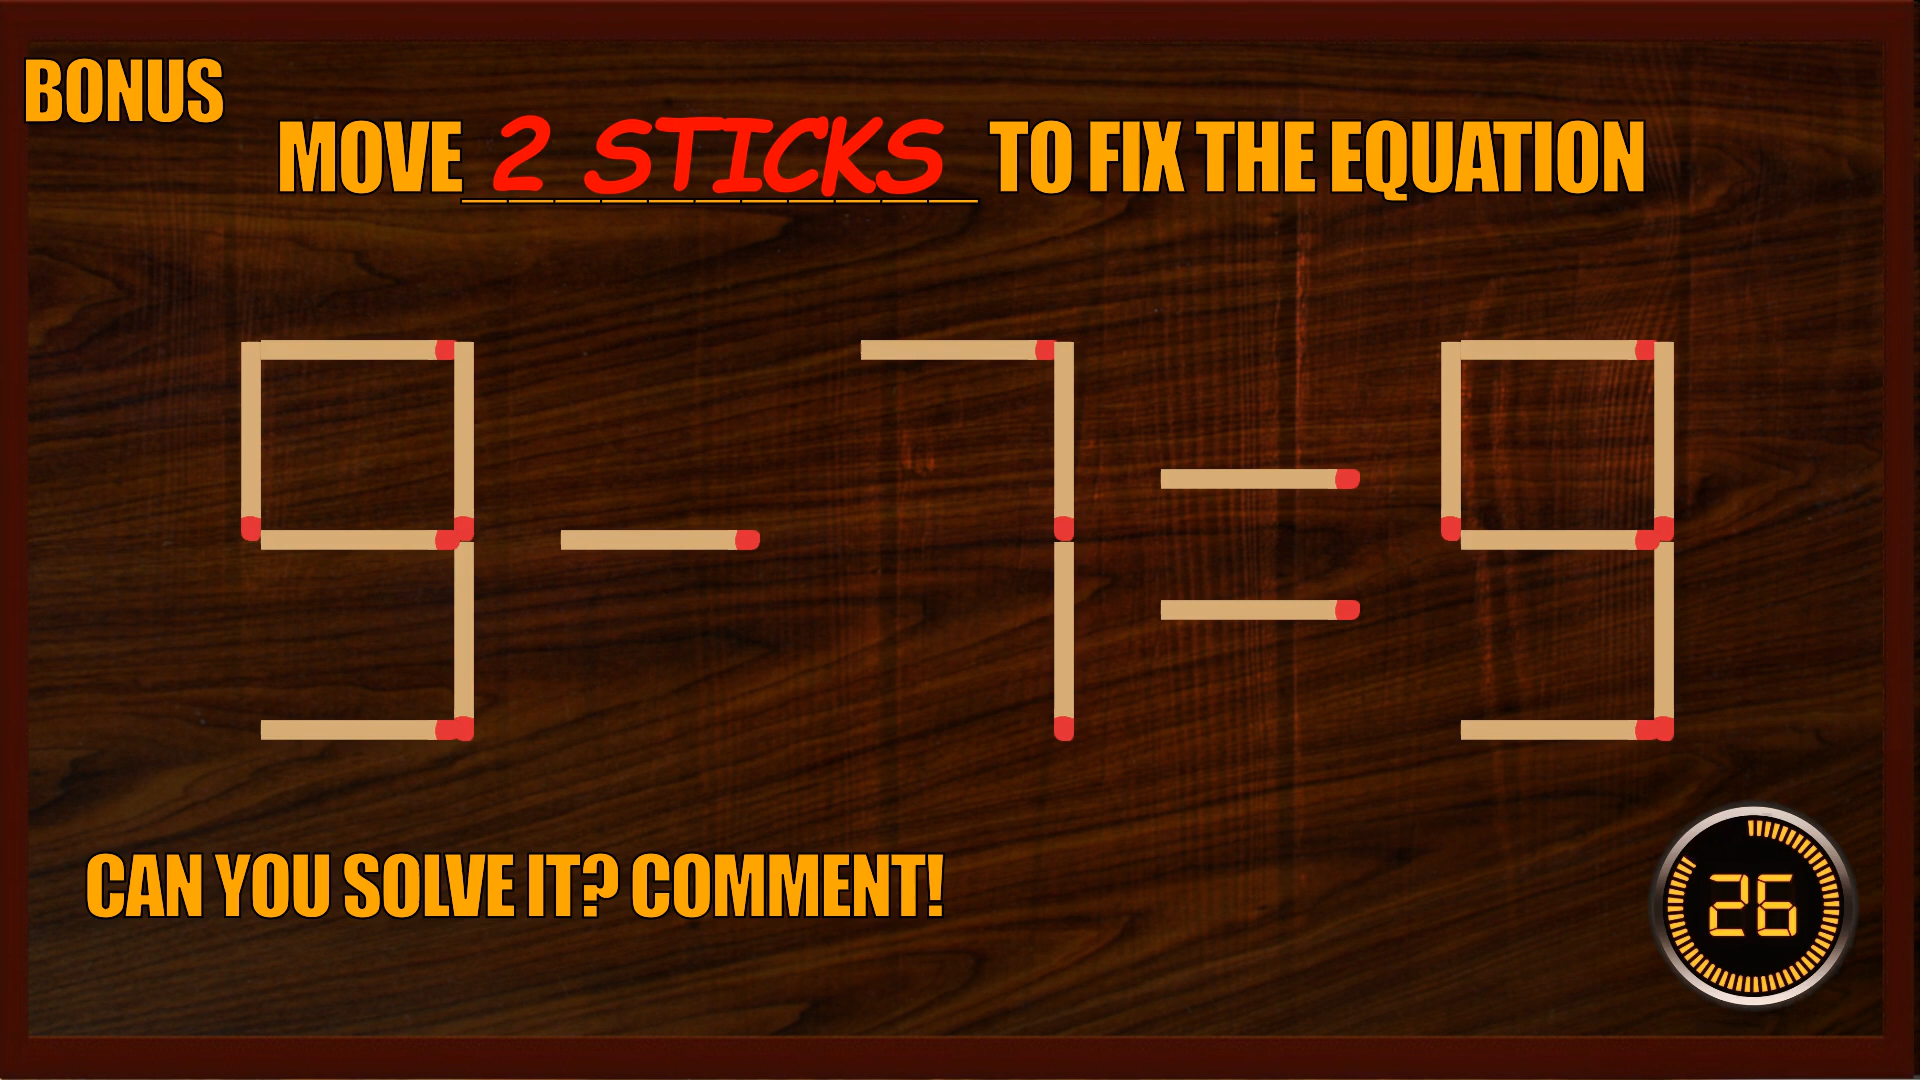 BONUS
MOVE 2 STICKS TO FIX THE EQUATION
9 - 7 = 9
CAN YOU SOLVE IT? COMMENT!
26